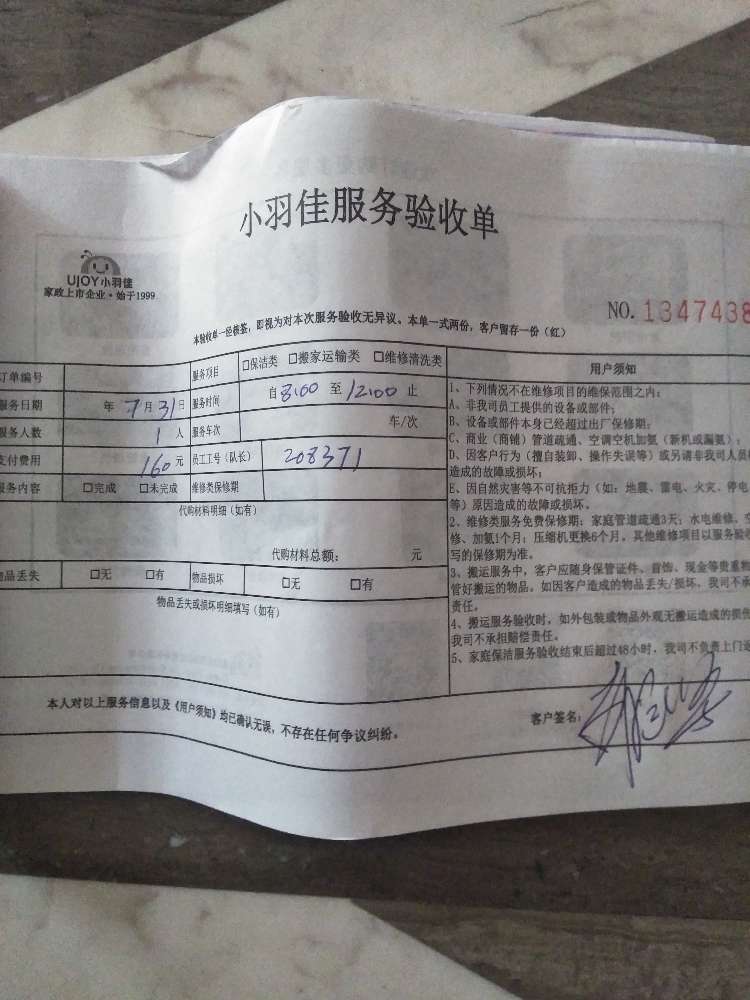 小羽佳服务验收单
UJOY小羽佳
家政上市企业·始于1999
NO. 1347438
本验收单一经核签，即视为对本次服务验收无异议、本单一式两份，客户留存一份（红）
订单编号 服务项目 □保洁类 □搬家运输类 □维修清洗类
服务日期 年 7月31日 服务时间 自8:00 至 12:00止
服务人数 1 人 服务车次 车/次
支付费用 160元 员工工号（队长） 208371
服务内容 □完成 □未完成 维修类保修期
代购材料明细（如有）
代购材料总额： 元
物品丢失 □无 □有 物品损坏 □无 □有
物品丢失或损坏明细填写（如有）
用户须知
1、下列情况不在维修项目的维保范围之内：
A、非我司员工提供的设备或部件；
B、设备或部件本身已经超过出厂保修期；
C、商业（商铺）管道疏通、空调空机加氨（新机或漏氨）；
D、因客户行为（擅自装卸、操作失误等）或另请非我司人员
造成的故障或损坏；
E、因自然灾害等不可抗拒力（如：地震、雷电、火灾、停电
等）原因造成的故障或损坏。
2、维修类服务免费保修期：家庭管道疏通3天；水电维修、
修、加氨1个月；压缩机更换6个月。其他维修项目以服务验收
写的保修期为准。
3、搬运服务中，客户应随身保管证件、首饰、现金等贵重
管好搬运的物品。如因客户造成的物品丢失/损坏，我司不承
责任。
4、搬运服务验收时，如外包装或物品外观无搬运造成的损
我司不承担赔偿责任。
5、家庭保洁服务验收结束后超过48小时，我司不负责上门
本人对以上服务信息以及《用户须知》均已确认无误，不存在任何争议纠纷。
客户签名：